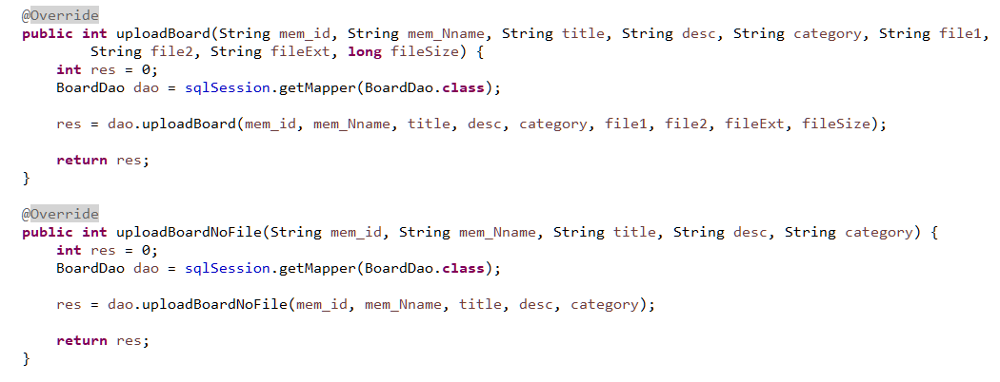 @Override
public int uploadBoard(String mem_id, String mem_Nname, String title, String desc, String category, String file1,
String file2, String fileExt, long fileSize) {
int res = 0;
BoardDao dao = sqlSession.getMapper(BoardDao.class);
res = dao.uploadBoard(mem_id, mem_Nname, title, desc, category, file1, file2, fileExt, fileSize);
return res;
}
@Override
public int uploadBoardNoFile(String mem_id, String mem_Nname, String title, String desc, String category) {
int res = 0;
BoardDao dao = sqlSession.getMapper(BoardDao.class);
res = dao.uploadBoardNoFile(mem_id, mem_Nname, title, desc, category);
return res;
}